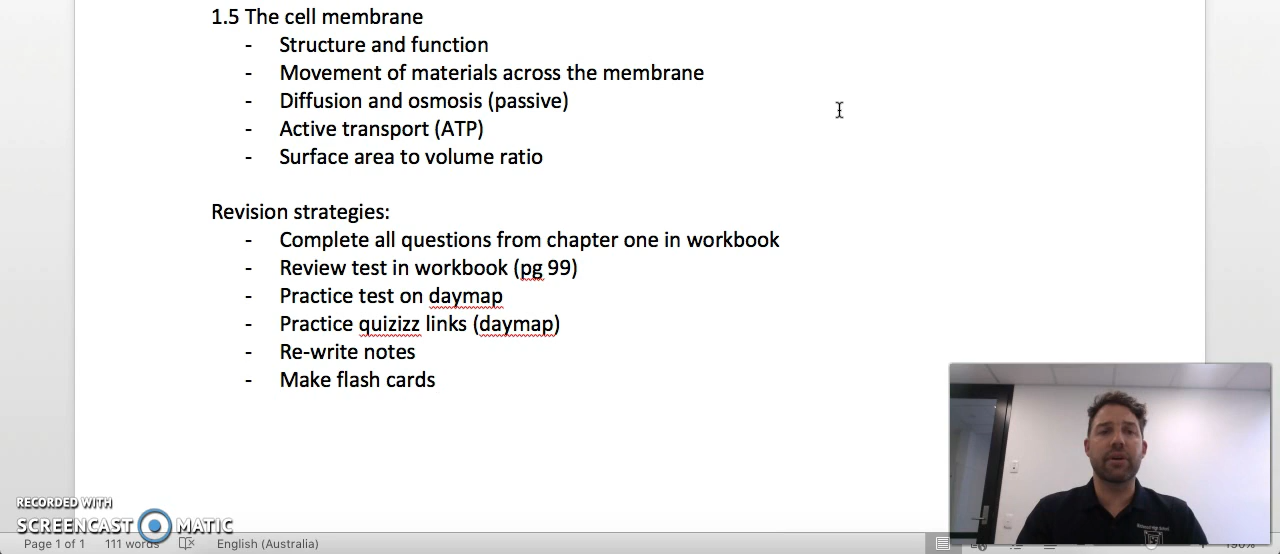 1.5 The cell membrane
- Structure and function
- Movement of materials across the membrane
- Diffusion and osmosis (passive)
- Active transport (ATP)
- Surface area to volume ratio
Revision strategies:
- Complete all questions from chapter one in workbook
- Review test in workbook (pg 99)
- Practice test on daymap
- Practice quizizz links (daymap)
- Re-write notes
- Make flash cards
RECORDED WITH
SCREENCAST MATIC
Page 1 of 1 111 words English (Australia) 190%